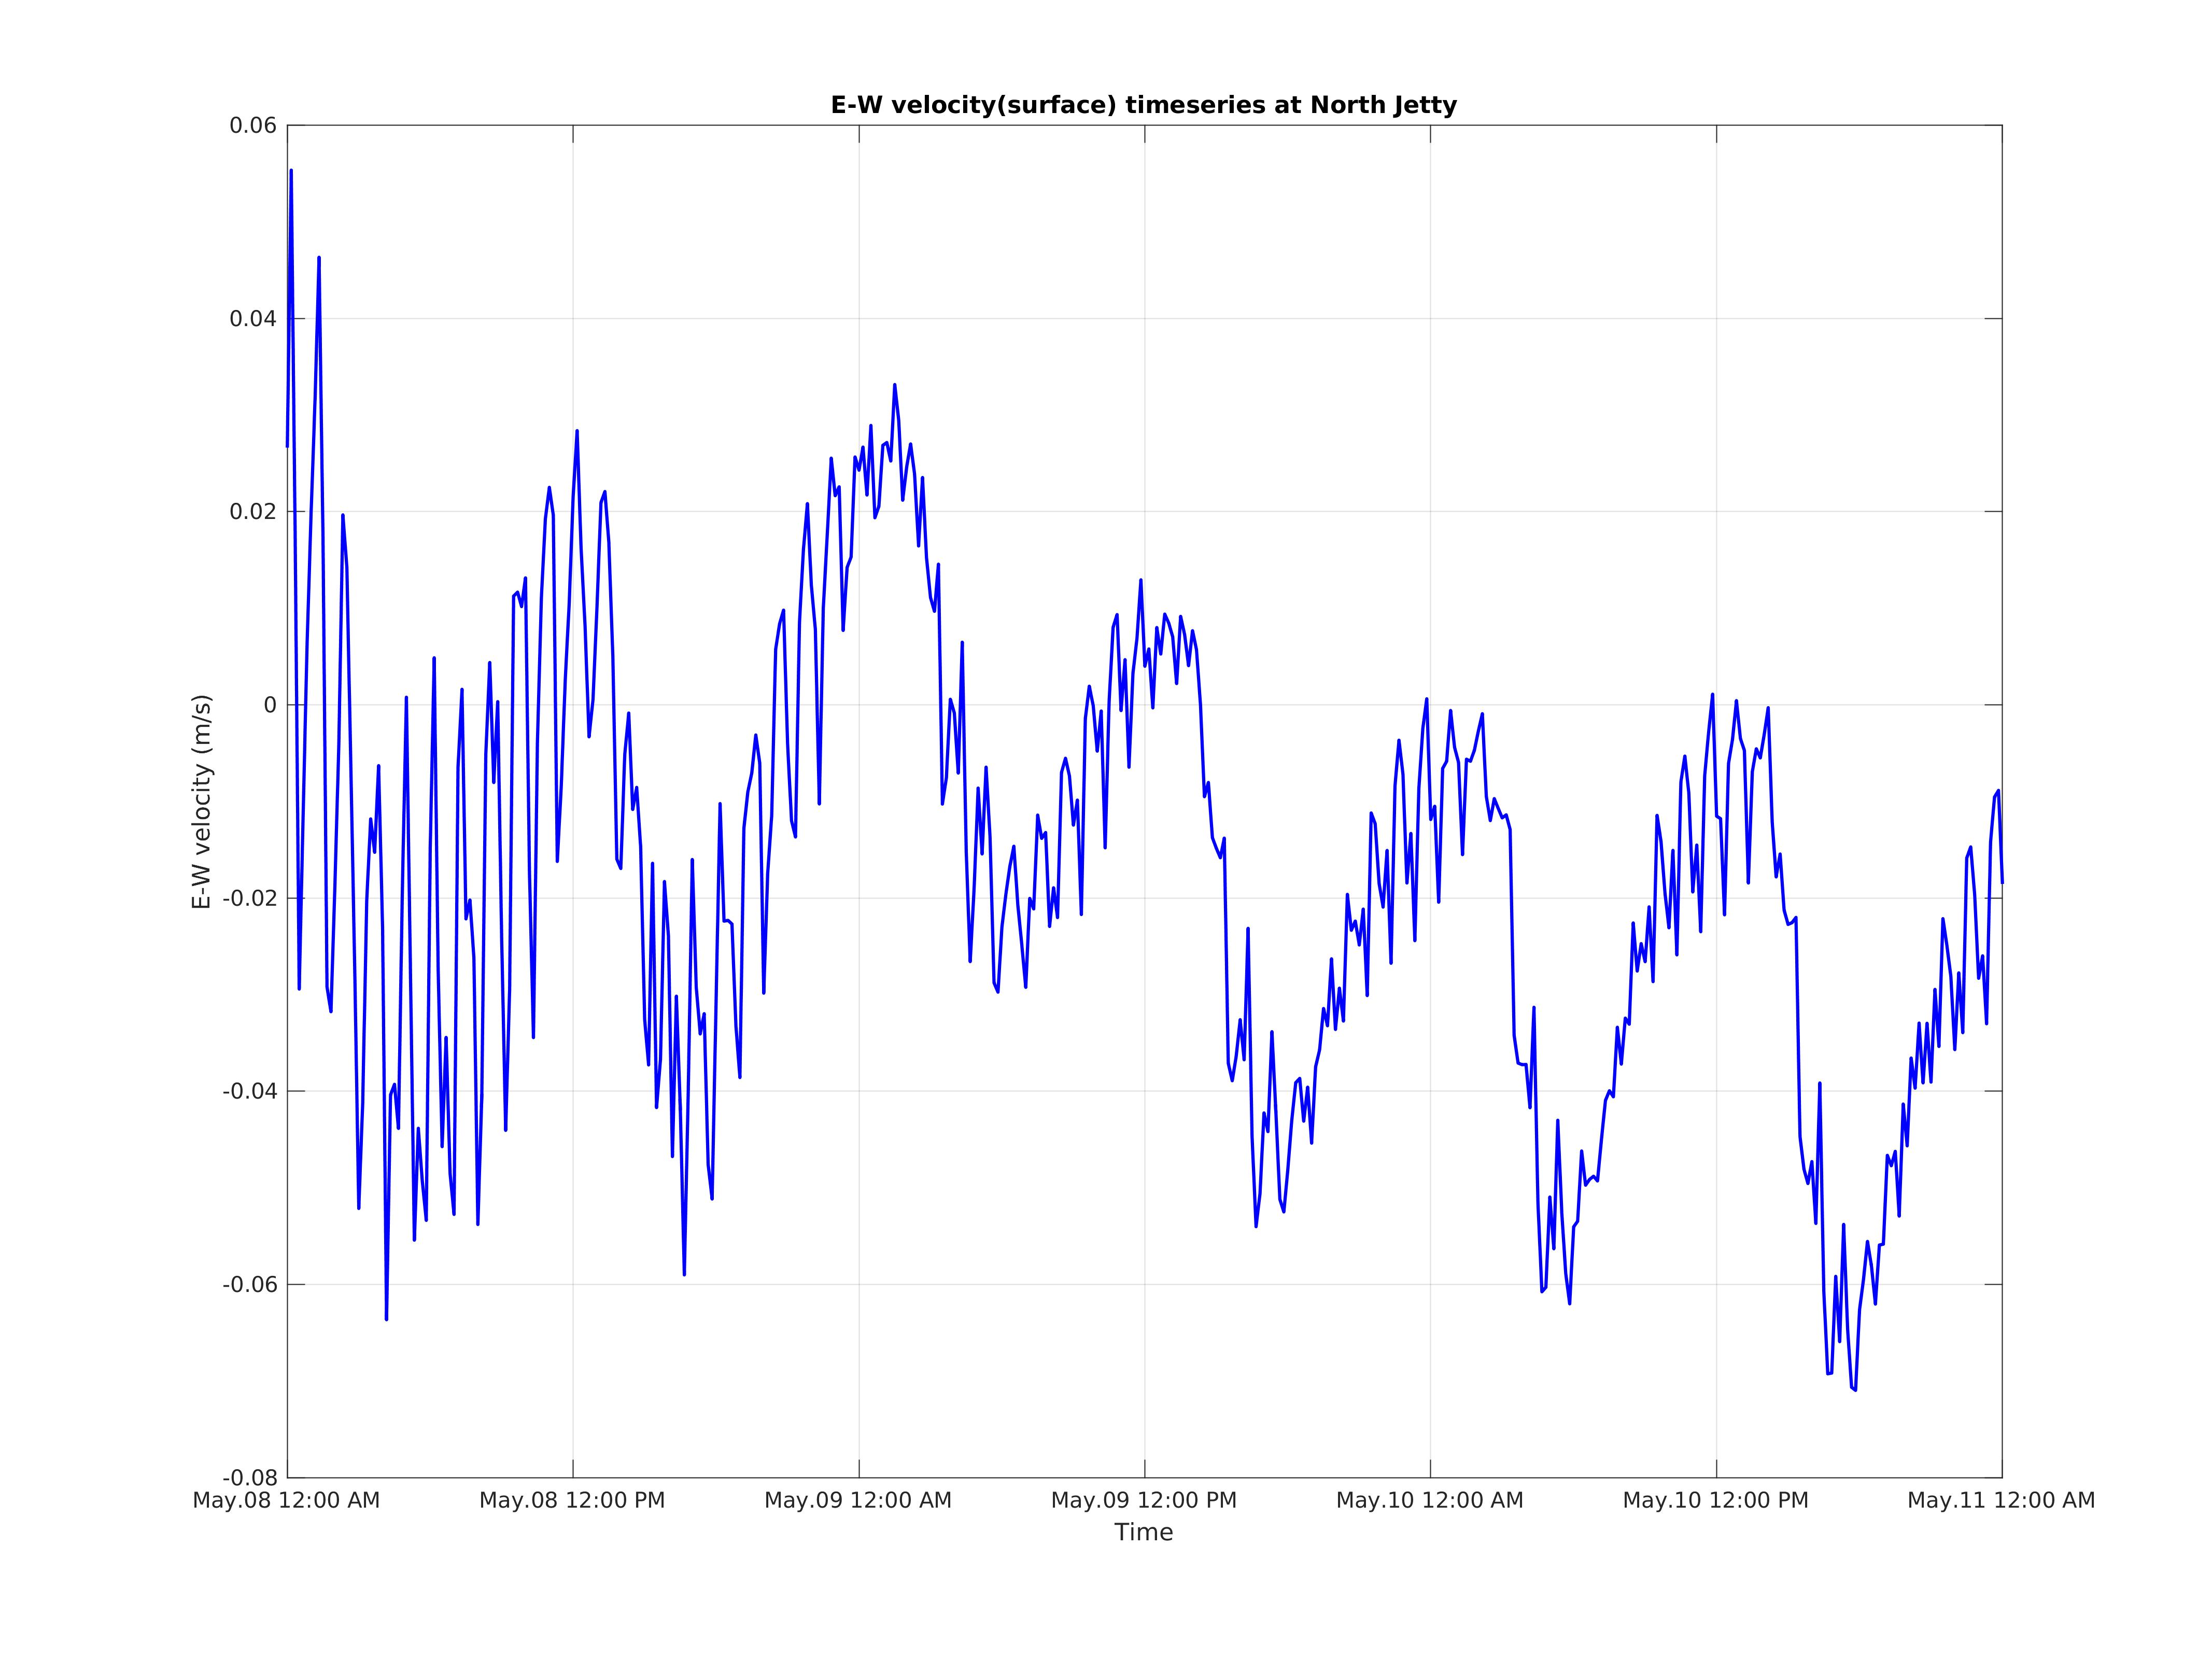 E-W velocity(surface) timeseries at North Jetty
0.06
0.04
0.02
0
-0.02
-0.04
-0.06
-0.08
E-W velocity (m/s)
May.08 12:00 AM May.08 12:00 PM May.09 12:00 AM May.09 12:00 PM May.10 12:00 AM May.10 12:00 PM May.11 12:00 AM
Time